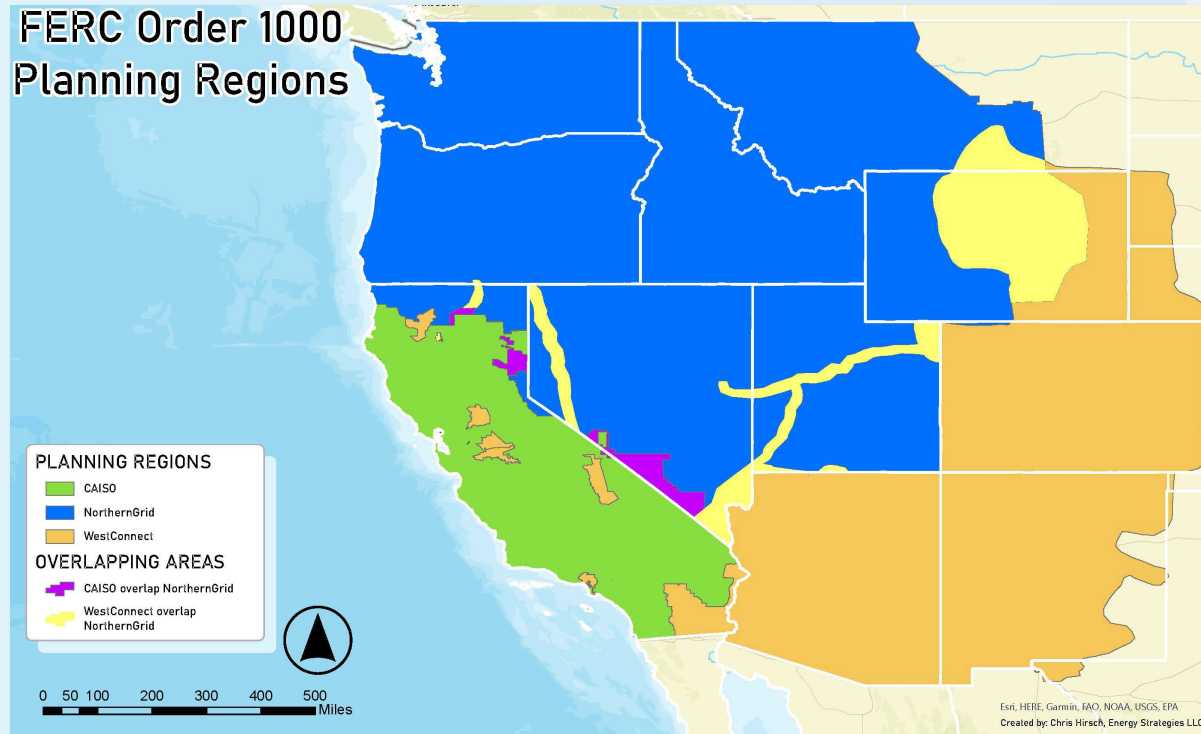 FERC Order 1000
Planning Regions
PLANNING REGIONS
CAISO
NorthernGrid
WestConnect
OVERLAPPING AREAS
CAISO overlap NorthernGrid
WestConnect overlap
NorthernGrid
0 50 100 200 300 400 500
Miles
Esri, HERE, Garmin, FAO, NOAA, USGS, EPA
Created by: Chris Hirsch, Energy Strategies LLC